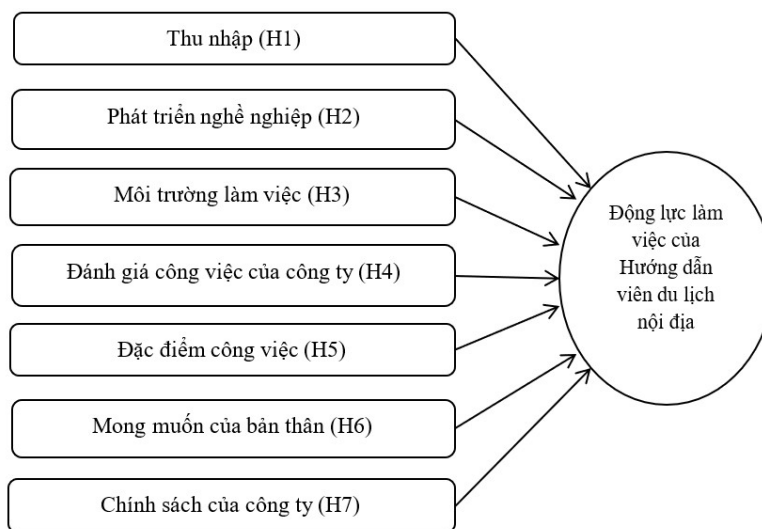 Thu nhập (H1)
Phát triển nghề nghiệp (H2)
Môi trường làm việc (H3)
Đánh giá công việc của công ty (H4)
Đặc điểm công việc (H5)
Mong muốn của bản thân (H6)
Chính sách của công ty (H7)
Động lực làm
việc của
Hướng dẫn
viên du lịch
nội địa